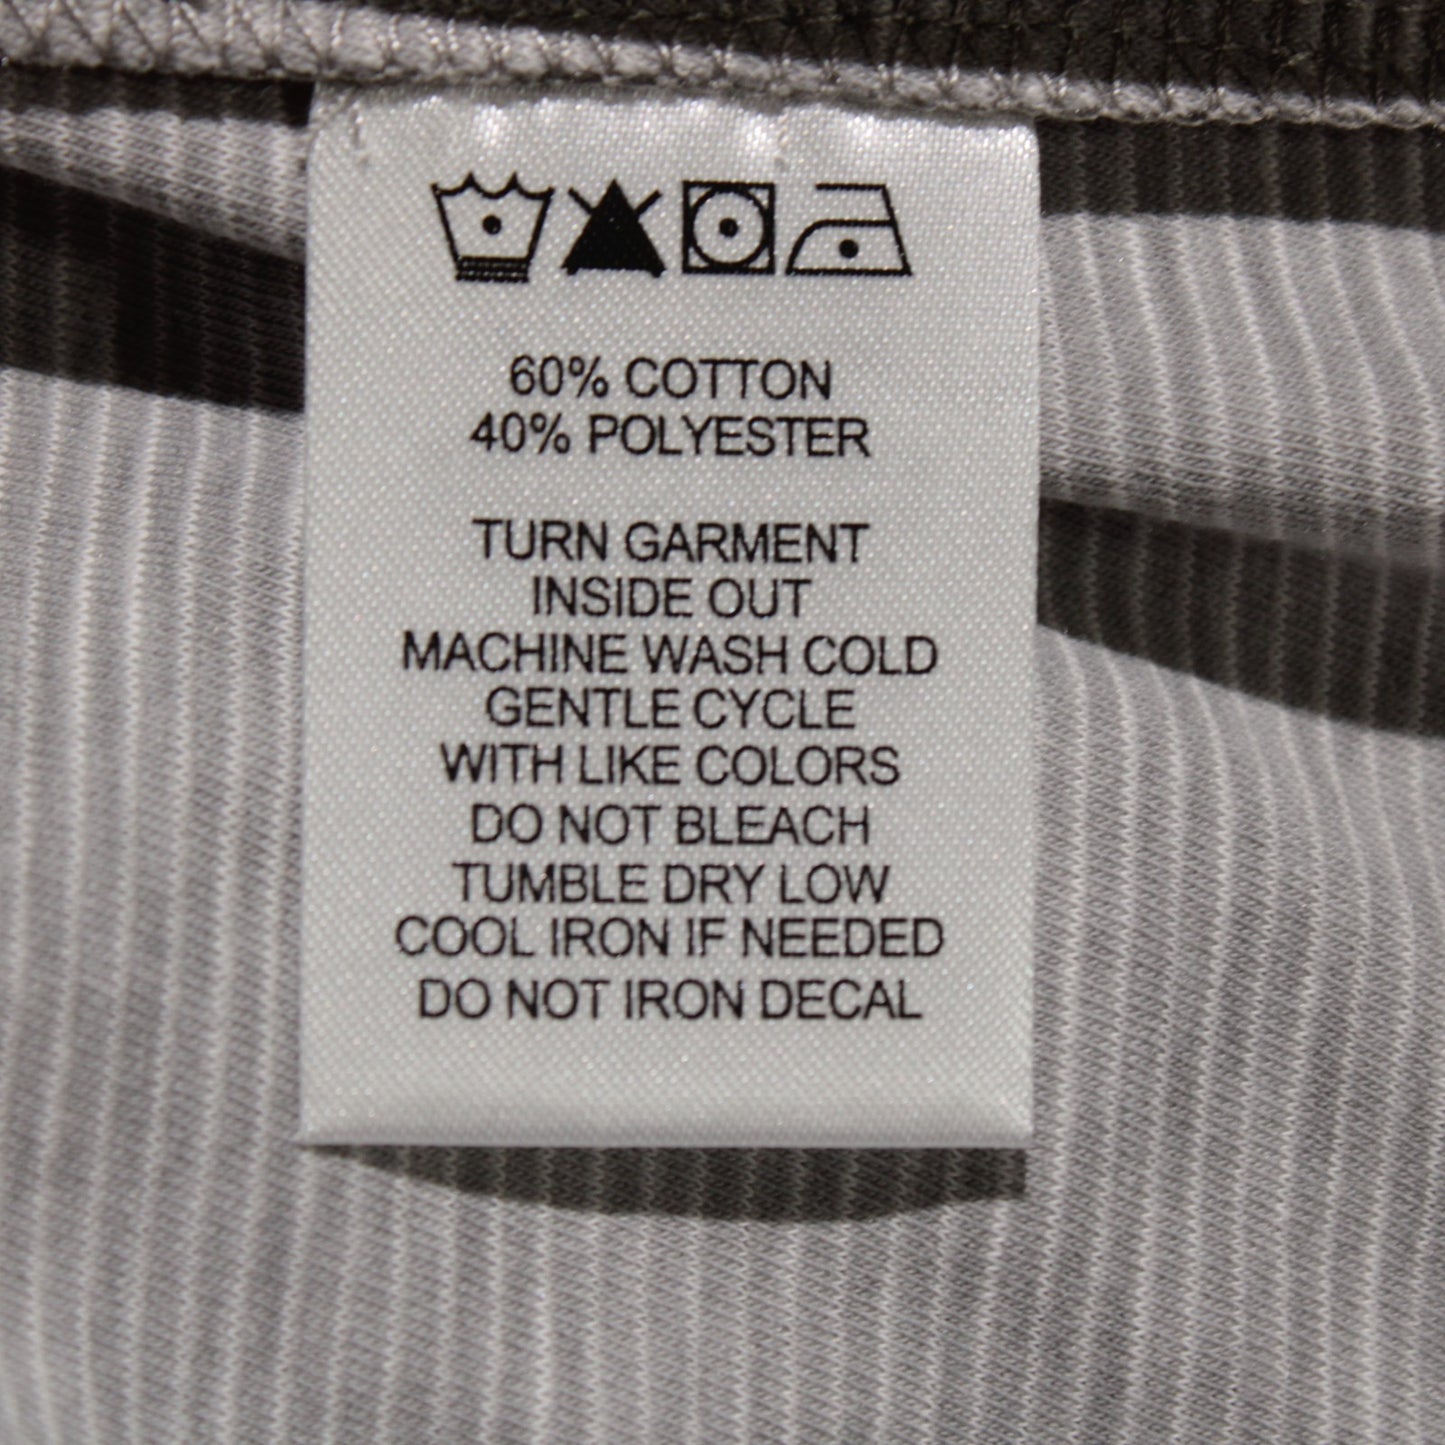 60% COTTON
40% POLYESTER
TURN GARMENT
INSIDE OUT
MACHINE WASH COLD
GENTLE CYCLE
WITH LIKE COLORS
DO NOT BLEACH
TUMBLE DRY LOW
COOL IRON IF NEEDED
DO NOT IRON DECAL